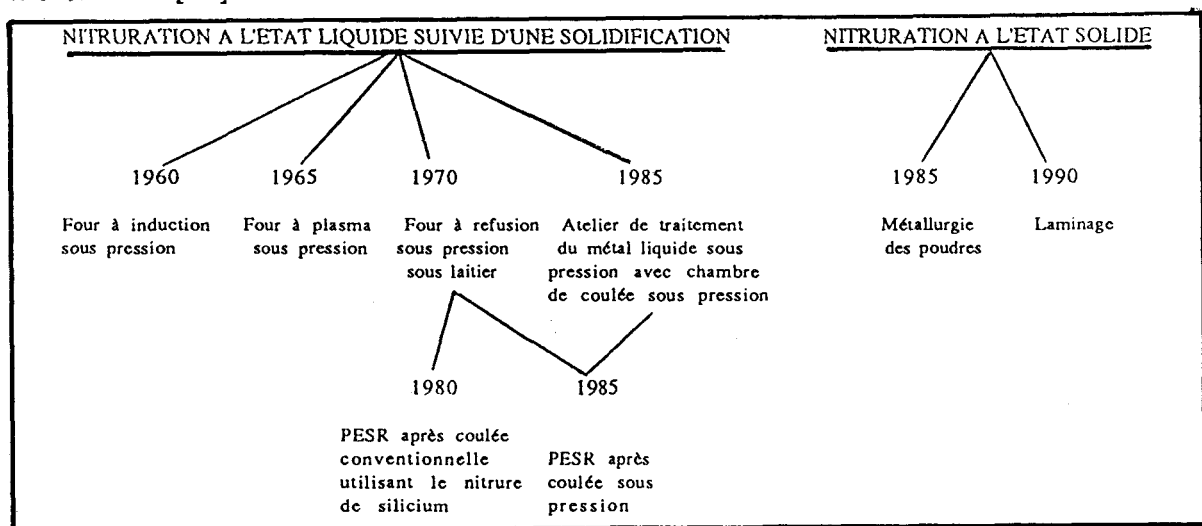 NITRURATION A L'ETAT LIQUIDE SUIVIE D'UNE SOLIDIFICATION
NITRURATION A L'ETAT SOLIDE
1960
1965
1970
1985
1985
1990
Four à induction
sous pression
Four à plasma
sous pression
Four à refusion
sous pression
sous laitier
Atelier de traitement
du métal liquide sous
pression avec chambre
de coulée sous pression
Métallurgie
des poudres
Laminage
1980
1985
PESR après coulée
conventionnelle
utilisant le nitrure
de silicium
PESR après
coulée sous
pression